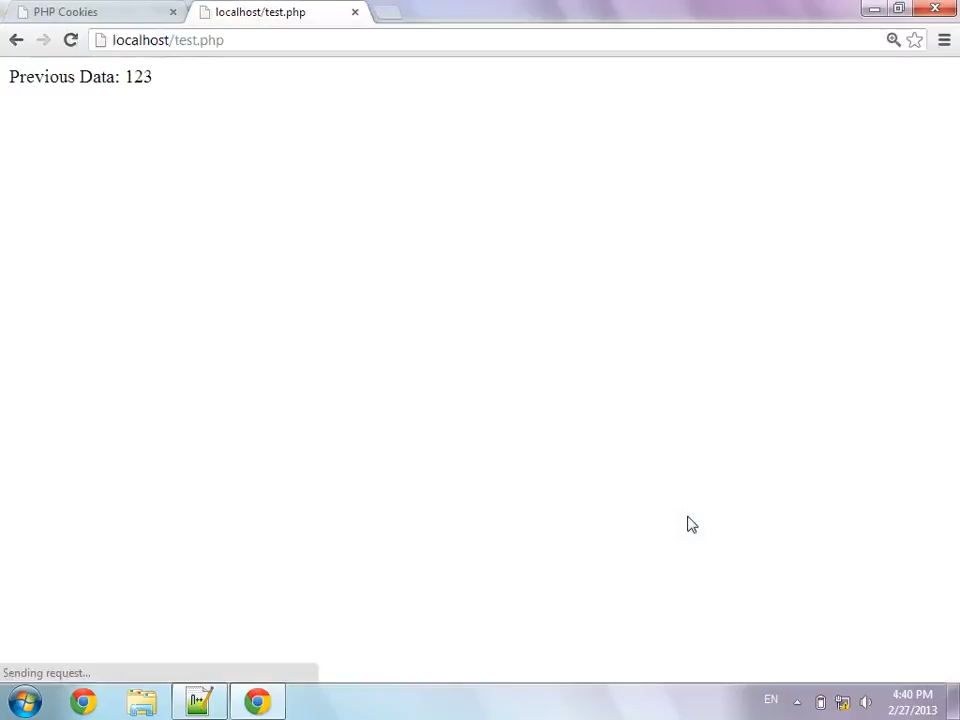 PHP Cookies
localhost/test.php
localhost/test.php
Previous Data: 123
Sending request...
EN
4:40 PM
2/27/2013